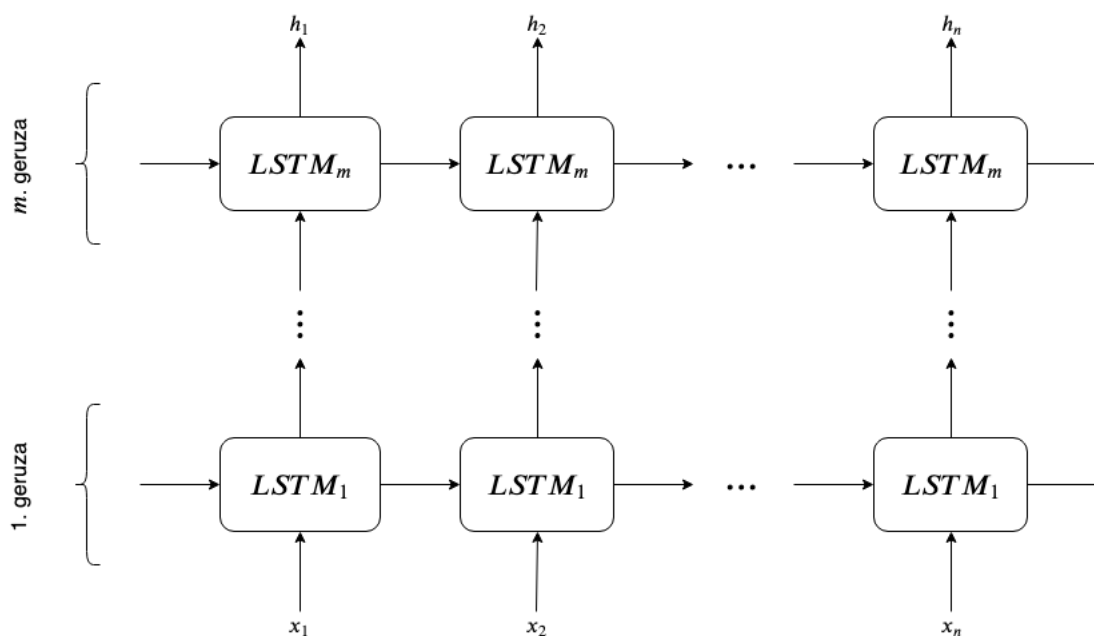 h₁ h₂ hₙ
m. geruza
LSTMₘ LSTMₘ ... LSTMₘ
⋮ ⋮ ⋮
1. geruza
LSTM₁ LSTM₁ ... LSTM₁
x₁ x₂ xₙ